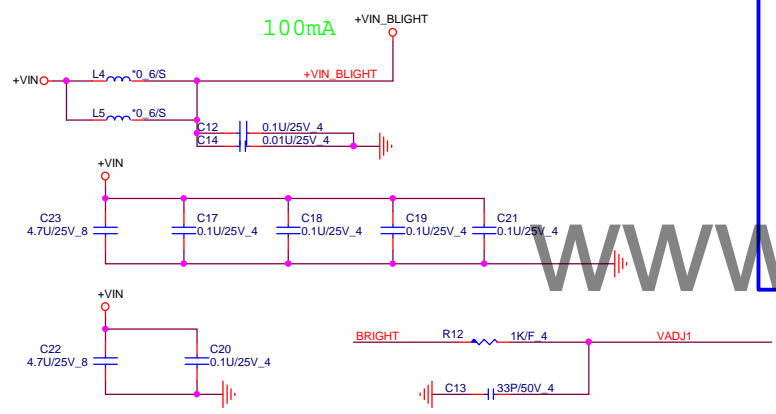 100mA
+VIN_BLIGHT
+VIN
L4 *0_6/S
+VIN_BLIGHT
L5 *0_6/S
C12 0.1U/25V_4
C14 0.01U/25V_4
+VIN
C23
4.7U/25V_8
C17
0.1U/25V_4
C18
0.1U/25V_4
C19
0.1U/25V_4
C21
0.1U/25V_4
www
+VIN
C22
4.7U/25V_8
C20
0.1U/25V_4
BRIGHT R12 1K/F_4 VADJ1
C13 33P/50V_4